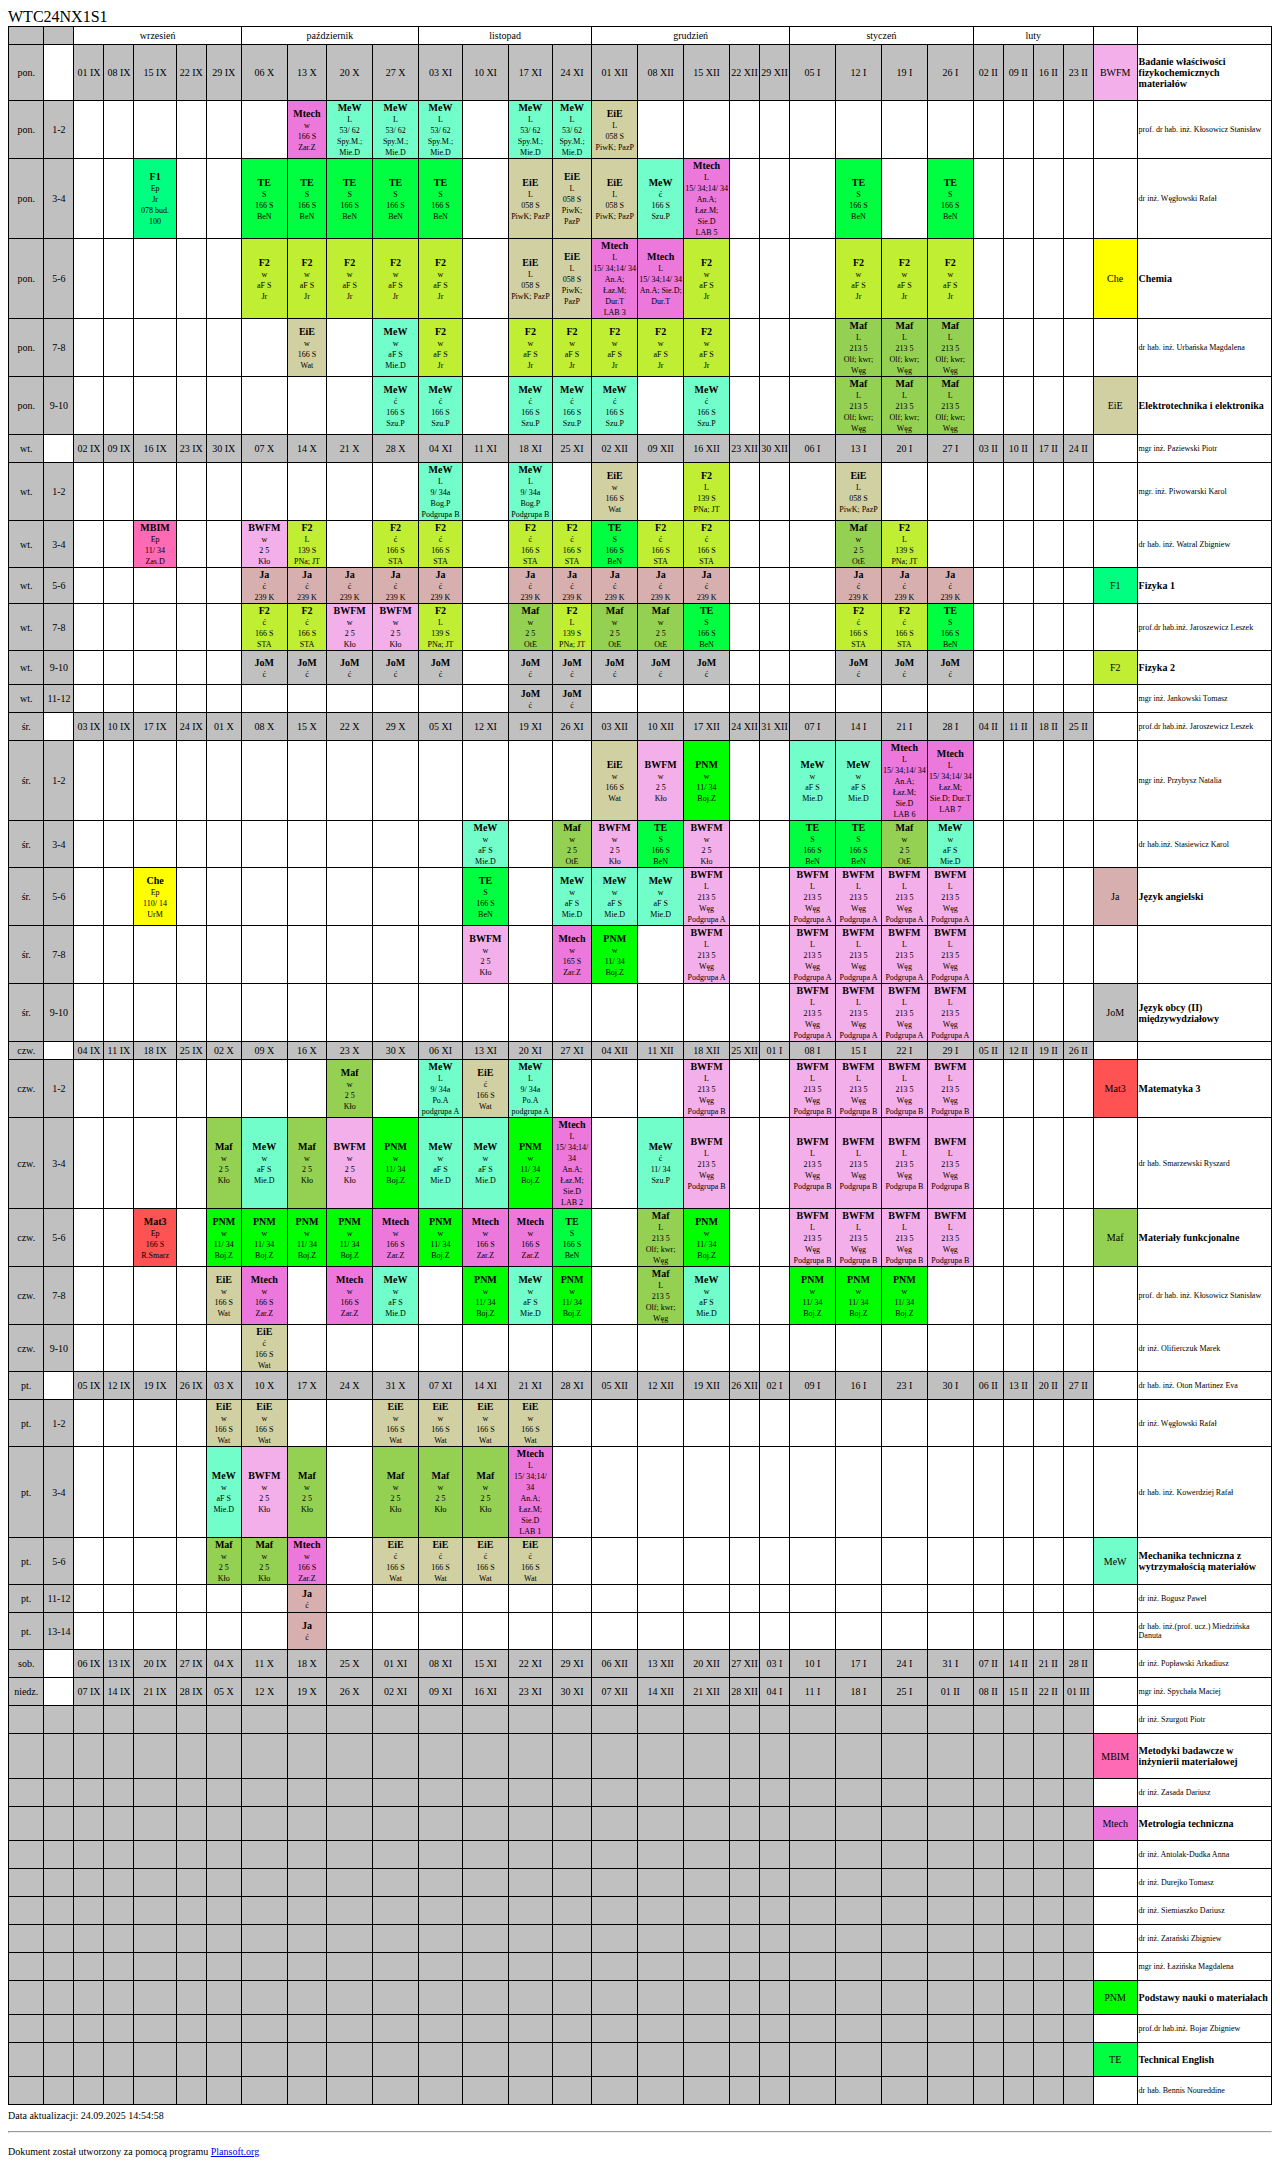 WTC24NX1S1
wrzesień październik listopad grudzień styczeń luty
pon. 01 IX 08 IX 15 IX 22 IX 29 IX 06 X 13 X 20 X 27 X 03 XI 10 XI 17 XI 24 XI 01 XII 08 XII 15 XII 22 XII 29 XII 05 I 12 I 19 I 26 I 02 II 09 II 16 II 23 II BWFM Badanie właściwości fizykochemicznych materiałów
pon. 1-2 Mtech w 166 S Zar.Z MeW L 53/ 62 Spy.M.; Mie.D MeW L 53/ 62 Spy.M.; Mie.D MeW L 53/ 62 Spy.M.; Mie.D MeW L 53/ 62 Spy.M.; Mie.D MeW L 53/ 62 Spy.M.; Mie.D EiE L 058 S PiwK; PazP prof. dr hab. inż. Kłosowicz Stanisław
pon. 3-4 F1 Ep Jr 078 bud. 100 TE S 166 S BeN TE S 166 S BeN TE S 166 S BeN TE S 166 S BeN TE S 166 S BeN EiE L 058 S PiwK; PazP EiE L 058 S PiwK; PazP EiE L 058 S PiwK; PazP MeW ć 166 S Szu.P Mtech L 15/ 34;14/ 34 An.A; Łaz.M; Sie.D LAB 5 TE S 166 S BeN TE S 166 S BeN dr inż. Węgłowski Rafał
pon. 5-6 F2 w aF S Jr F2 w aF S Jr F2 w aF S Jr F2 w aF S Jr F2 w aF S Jr EiE L 058 S PiwK; PazP EiE L 058 S PiwK; PazP Mtech L 15/ 34;14/ 34 An.A; Łaz.M; Dur.T LAB 3 Mtech L 15/ 34;14/ 34 An.A; Sie.D; Dur.T F2 w aF S Jr F2 w aF S Jr F2 w aF S Jr F2 w aF S Jr Che Chemia
pon. 7-8 EiE w 166 S Wat MeW w aF S Mie.D F2 w aF S Jr F2 w aF S Jr F2 w aF S Jr F2 w aF S Jr F2 w aF S Jr F2 w aF S Jr Maf L 213 5 Olf; kwr; Węg Maf L 213 5 Olf; kwr; Węg Maf L 213 5 Olf; kwr; Węg dr hab. inż. Urbańska Magdalena
pon. 9-10 MeW ć 166 S Szu.P MeW ć 166 S Szu.P MeW ć 166 S Szu.P MeW ć 166 S Szu.P MeW ć 166 S Szu.P MeW ć 166 S Szu.P Maf L 213 5 Olf; kwr; Węg Maf L 213 5 Olf; kwr; Węg Maf L 213 5 Olf; kwr; Węg EiE Elektrotechnika i elektronika
wt. 02 IX 09 IX 16 IX 23 IX 30 IX 07 X 14 X 21 X 28 X 04 XI 11 XI 18 XI 25 XI 02 XII 09 XII 16 XII 23 XII 30 XII 06 I 13 I 20 I 27 I 03 II 10 II 17 II 24 II mgr inż. Paziewski Piotr
wt. 1-2 MeW L 9/ 34a Bog.P Podgrupa B MeW L 9/ 34a Bog.P Podgrupa B EiE w 166 S Wat F2 L 139 S PNa; JT EiE L 058 S PiwK; PazP mgr. inż. Piwowarski Karol
wt. 3-4 MBIM Ep 11/ 34 Zas.D BWFM w 2 5 Kło F2 L 139 S PNa; JT F2 ć 166 S STA F2 ć 166 S STA F2 ć 166 S STA F2 ć 166 S STA TE S 166 S BeN F2 ć 166 S STA F2 ć 166 S STA Maf w 2 5 OtE F2 L 139 S PNa; JT dr hab. inż. Watral Zbigniew
wt. 5-6 Ja ć 239 K Ja ć 239 K Ja ć 239 K Ja ć 239 K Ja ć 239 K Ja ć 239 K Ja ć 239 K Ja ć 239 K Ja ć 239 K Ja ć 239 K Ja ć 239 K Ja ć 239 K Ja ć 239 K F1 Fizyka 1
wt. 7-8 F2 ć 166 S STA F2 ć 166 S STA BWFM w 2 5 Kło BWFM w 2 5 Kło F2 L 139 S PNa; JT Maf w 2 5 OtE F2 L 139 S PNa; JT Maf w 2 5 OtE Maf w 2 5 OtE TE S 166 S BeN F2 ć 166 S STA F2 ć 166 S STA TE S 166 S BeN prof.dr hab.inż. Jaroszewicz Leszek
wt. 9-10 JoM ć JoM ć JoM ć JoM ć JoM ć JoM ć JoM ć JoM ć JoM ć JoM ć JoM ć JoM ć JoM ć F2 Fizyka 2
wt. 11-12 JoM ć JoM ć mgr inż. Jankowski Tomasz
śr. 03 IX 10 IX 17 IX 24 IX 01 X 08 X 15 X 22 X 29 X 05 XI 12 XI 19 XI 26 XI 03 XII 10 XII 17 XII 24 XII 31 XII 07 I 14 I 21 I 28 I 04 II 11 II 18 II 25 II prof.dr hab.inż. Jaroszewicz Leszek
śr. 1-2 EiE w 166 S Wat BWFM w 2 5 Kło PNM w 11/ 34 Boj.Z MeW w aF S Mie.D MeW w aF S Mie.D Mtech L 15/ 34;14/ 34 An.A; Łaz.M; Sie.D LAB 6 Mtech L 15/ 34;14/ 34 Łaz.M; Sie.D; Dur.T LAB 7 mgr inż. Przybysz Natalia
śr. 3-4 MeW w aF S Mie.D Maf w 2 5 OtE BWFM w 2 5 Kło TE S 166 S BeN BWFM w 2 5 Kło TE S 166 S BeN TE S 166 S BeN Maf w 2 5 OtE MeW w aF S Mie.D dr hab.inż. Stasiewicz Karol
śr. 5-6 Che Ep 110/ 14 UrM TE S 166 S BeN MeW w aF S Mie.D MeW w aF S Mie.D MeW w aF S Mie.D BWFM L 213 5 Węg Podgrupa A BWFM L 213 5 Węg Podgrupa A BWFM L 213 5 Węg Podgrupa A BWFM L 213 5 Węg Podgrupa A BWFM L 213 5 Węg Podgrupa A Ja Język angielski
śr. 7-8 BWFM w 2 5 Kło Mtech w 165 S Zar.Z PNM w 11/ 34 Boj.Z BWFM L 213 5 Węg Podgrupa A BWFM L 213 5 Węg Podgrupa A BWFM L 213 5 Węg Podgrupa A BWFM L 213 5 Węg Podgrupa A BWFM L 213 5 Węg Podgrupa A
śr. 9-10 BWFM L 213 5 Węg Podgrupa A BWFM L 213 5 Węg Podgrupa A BWFM L 213 5 Węg Podgrupa A BWFM L 213 5 Węg Podgrupa A JoM Język obcy (II) międzywydziałowy
czw. 04 IX 11 IX 18 IX 25 IX 02 X 09 X 16 X 23 X 30 X 06 XI 13 XI 20 XI 27 XI 04 XII 11 XII 18 XII 25 XII 01 I 08 I 15 I 22 I 29 I 05 II 12 II 19 II 26 II
czw. 1-2 Maf w 2 5 Kło MeW L 9/ 34a Po.A podgrupa A EiE ć 166 S Wat MeW L 9/ 34a Po.A podgrupa A BWFM L 213 5 Węg Podgrupa B BWFM L 213 5 Węg Podgrupa B BWFM L 213 5 Węg Podgrupa B BWFM L 213 5 Węg Podgrupa B BWFM L 213 5 Węg Podgrupa B Mat3 Matematyka 3
czw. 3-4 Maf w 2 5 Kło MeW w aF S Mie.D Maf w 2 5 Kło BWFM w 2 5 Kło PNM w 11/ 34 Boj.Z MeW w aF S Mie.D MeW w aF S Mie.D PNM w 11/ 34 Boj.Z Mtech L 15/ 34;14/ 34 An.A; Łaz.M; Sie.D LAB 2 MeW ć 11/ 34 Szu.P BWFM L 213 5 Węg Podgrupa B BWFM L 213 5 Węg Podgrupa B BWFM L 213 5 Węg Podgrupa B BWFM L 213 5 Węg Podgrupa B BWFM L 213 5 Węg Podgrupa B dr hab. Smarzewski Ryszard
czw. 5-6 Mat3 Ep 166 S R.Smarz PNM w 11/ 34 Boj.Z PNM w 11/ 34 Boj.Z PNM w 11/ 34 Boj.Z PNM w 11/ 34 Boj.Z Mtech w 166 S Zar.Z PNM w 11/ 34 Boj.Z Mtech w 166 S Zar.Z Mtech w 166 S Zar.Z TE S 166 S BeN Maf L 213 5 Olf; kwr; Węg PNM w 11/ 34 Boj.Z BWFM L 213 5 Węg Podgrupa B BWFM L 213 5 Węg Podgrupa B BWFM L 213 5 Węg Podgrupa B BWFM L 213 5 Węg Podgrupa B Maf Materiały funkcjonalne
czw. 7-8 EiE w 166 S Wat Mtech w 166 S Zar.Z Mtech w 166 S Zar.Z MeW w aF S Mie.D PNM w 11/ 34 Boj.Z MeW w aF S Mie.D PNM w 11/ 34 Boj.Z Maf L 213 5 Olf; kwr; Węg MeW w aF S Mie.D PNM w 11/ 34 Boj.Z PNM w 11/ 34 Boj.Z PNM w 11/ 34 Boj.Z prof. dr hab. inż. Kłosowicz Stanisław
czw. 9-10 EiE ć 166 S Wat dr inż. Olifierczuk Marek
pt. 05 IX 12 IX 19 IX 26 IX 03 X 10 X 17 X 24 X 31 X 07 XI 14 XI 21 XI 28 XI 05 XII 12 XII 19 XII 26 XII 02 I 09 I 16 I 23 I 30 I 06 II 13 II 20 II 27 II dr hab. inż. Oton Martinez Eva
pt. 1-2 EiE w 166 S Wat EiE w 166 S Wat EiE w 166 S Wat EiE w 166 S Wat EiE w 166 S Wat EiE w 166 S Wat dr inż. Węgłowski Rafał
pt. 3-4 MeW w aF S Mie.D BWFM w 2 5 Kło Maf w 2 5 Kło Maf w 2 5 Kło Maf w 2 5 Kło Maf w 2 5 Kło Mtech L 15/ 34;14/ 34 An.A; Łaz.M; Sie.D LAB 1 dr hab. inż. Kowerdziej Rafał
pt. 5-6 Maf w 2 5 Kło Maf w 2 5 Kło Mtech w 166 S Zar.Z EiE ć 166 S Wat EiE ć 166 S Wat EiE ć 166 S Wat EiE ć 166 S Wat MeW Mechanika techniczna z wytrzymałością materiałów
pt. 11-12 Ja ć dr inż. Bogusz Paweł
pt. 13-14 Ja ć dr hab. inż.(prof. ucz.) Miedzińska Danuta
sob. 06 IX 13 IX 20 IX 27 IX 04 X 11 X 18 X 25 X 01 XI 08 XI 15 XI 22 XI 29 XI 06 XII 13 XII 20 XII 27 XII 03 I 10 I 17 I 24 I 31 I 07 II 14 II 21 II 28 II dr inż. Popławski Arkadiusz
niedz. 07 IX 14 IX 21 IX 28 IX 05 X 12 X 19 X 26 X 02 XI 09 XI 16 XI 23 XI 30 XI 07 XII 14 XII 21 XII 28 XII 04 I 11 I 18 I 25 I 01 II 08 II 15 II 22 II 01 III mgr inż. Spychała Maciej
dr inż. Szurgott Piotr
MBIM Metodyki badawcze w inżynierii materiałowej
dr inż. Zasada Dariusz
Mtech Metrologia techniczna
dr inż. Antolak-Dudka Anna
dr inż. Durejko Tomasz
dr inż. Siemiaszko Dariusz
dr inż. Zarański Zbigniew
mgr inż. Łazińska Magdalena
PNM Podstawy nauki o materiałach
prof.dr hab.inż. Bojar Zbigniew
TE Technical English
dr hab. Bennis Noureddine
Data aktualizacji: 24.09.2025 14:54:58
Dokument został utworzony za pomocą programu Plansoft.org